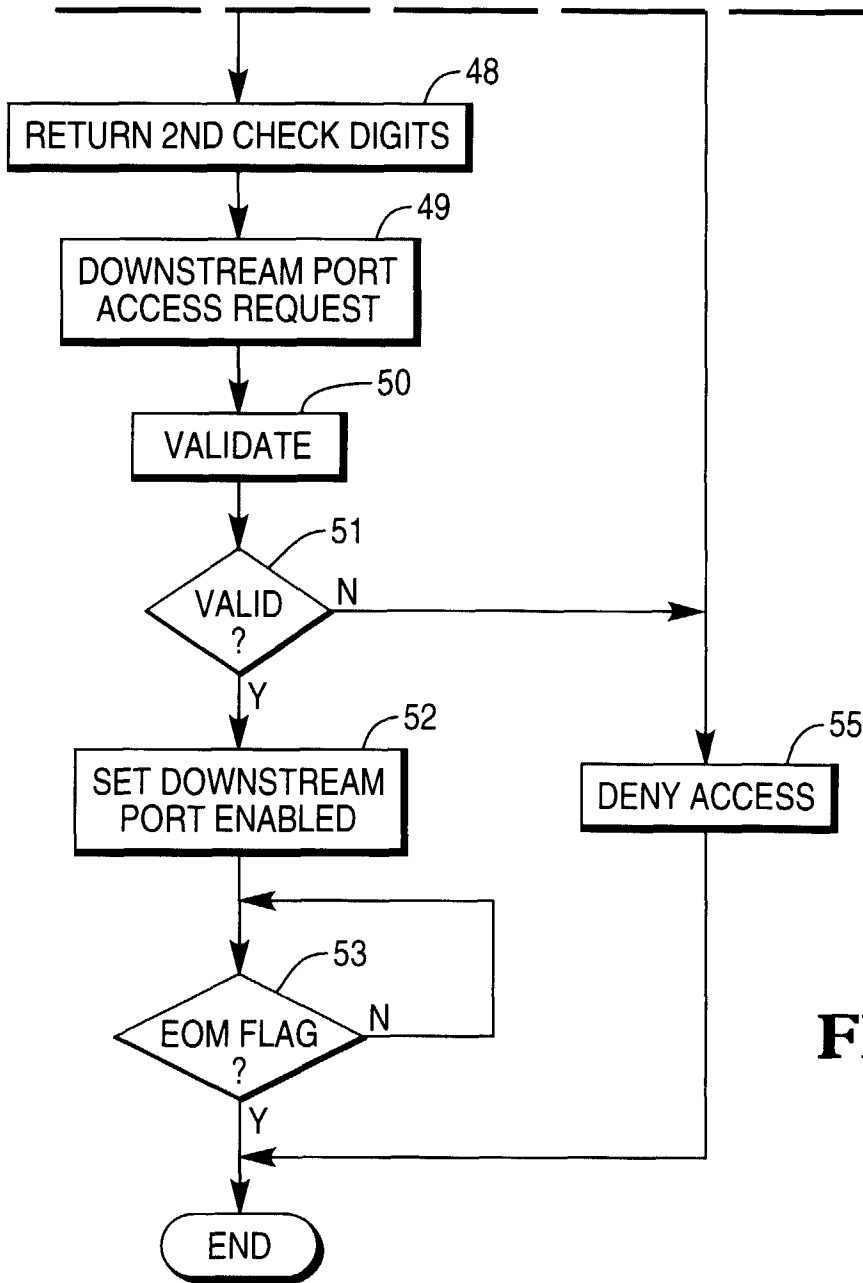 48
RETURN 2ND CHECK DIGITS
49
DOWNSTREAM PORT
ACCESS REQUEST
50
VALIDATE
51
VALID
?
N
Y
52
SET DOWNSTREAM
PORT ENABLED
55
DENY ACCESS
53
EOM FLAG
?
N
Y
END